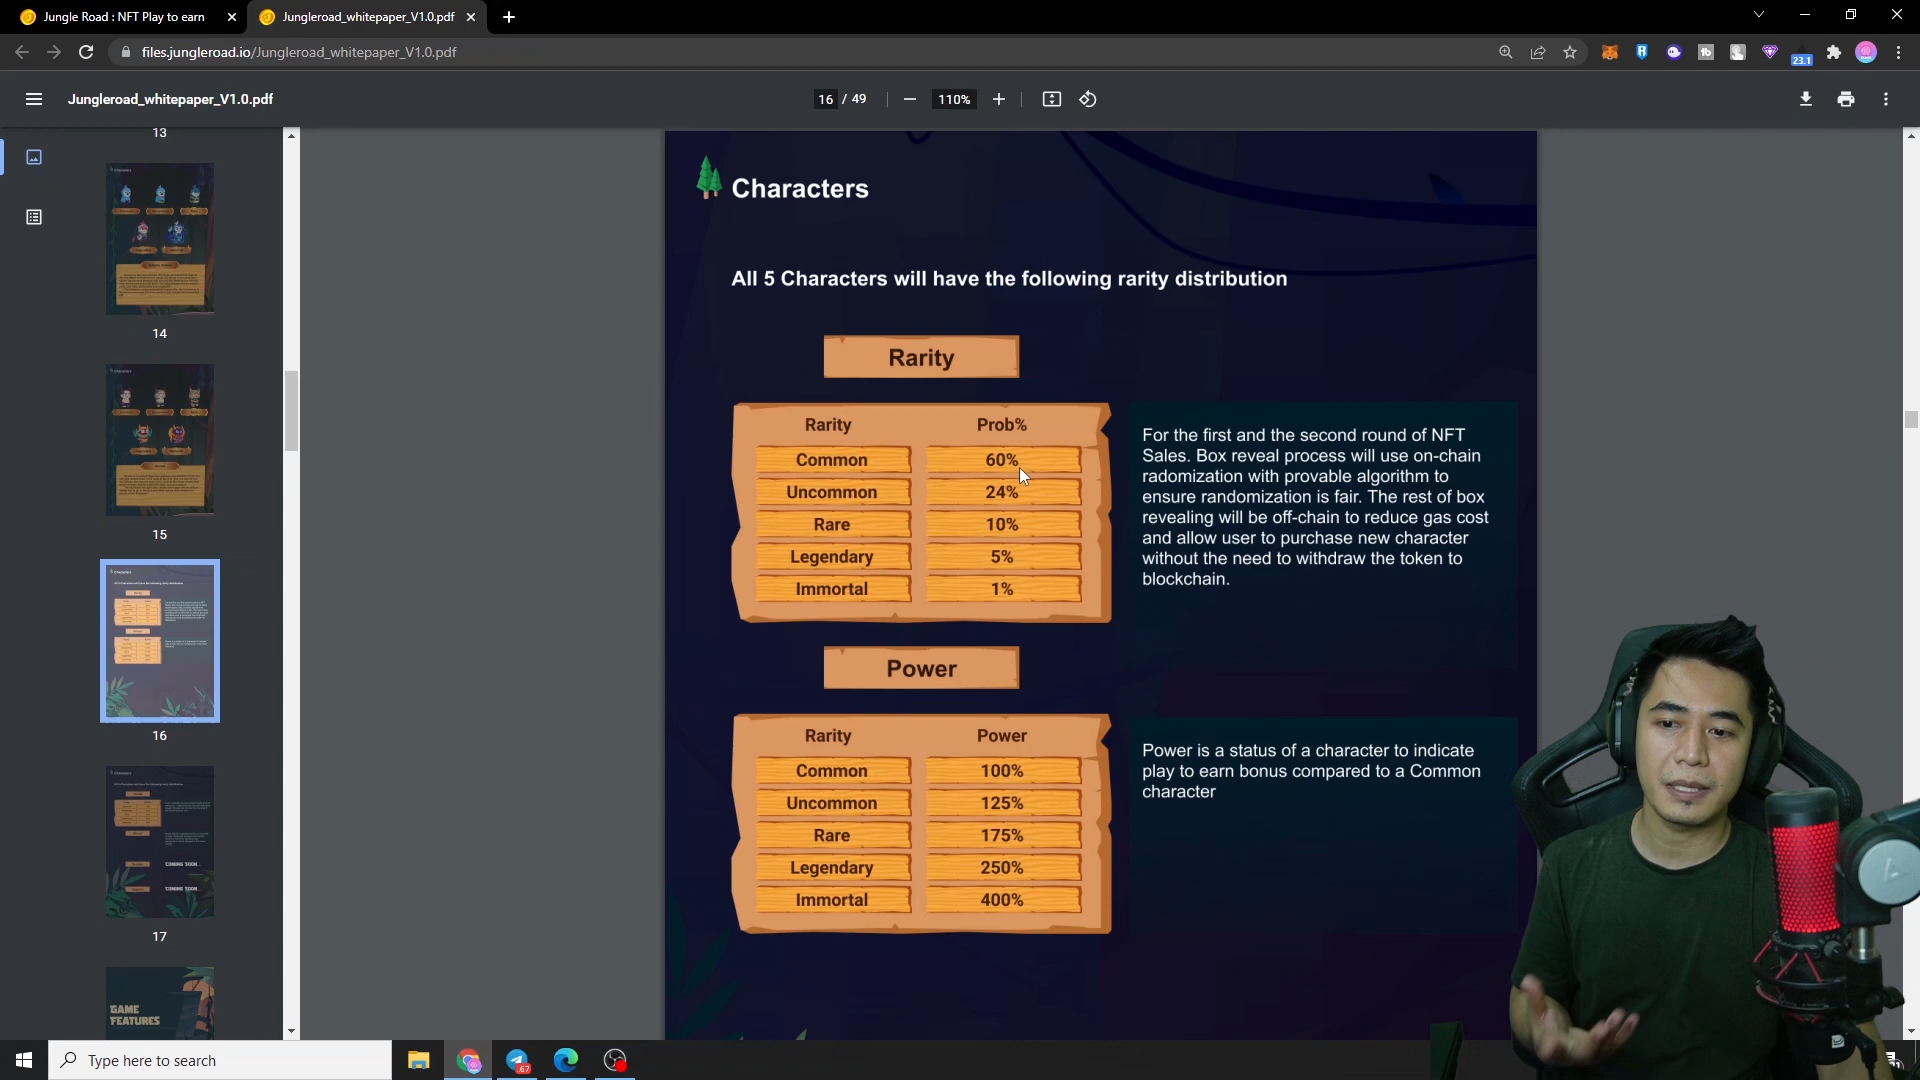 Jungle Road : NFT Play to earn
Jungleroad_whitepaper_V1.0.pdf
files.jungleroad.io/Jungleroad_whitepaper_V1.0.pdf
23.1
Jungleroad_whitepaper_V1.0.pdf
16 / 49
110%
13
14
15
16
17
GAME
FEATURES
Characters
All 5 Characters will have the following rarity distribution
Rarity
Rarity Prob%
Common 60%
Uncommon 24%
Rare 10%
Legendary 5%
Immortal 1%
For the first and the second round of NFT
Sales. Box reveal process will use on-chain
radomization with provable algorithm to
ensure randomization is fair. The rest of box
revealing will be off-chain to reduce gas cost
and allow user to purchase new character
without the need to withdraw the token to
blockchain.
Power
Rarity Power
Common 100%
Uncommon 125%
Rare 175%
Legendary 250%
Immortal 400%
Power is a status of a character to indicate
play to earn bonus compared to a Common
character
Type here to search